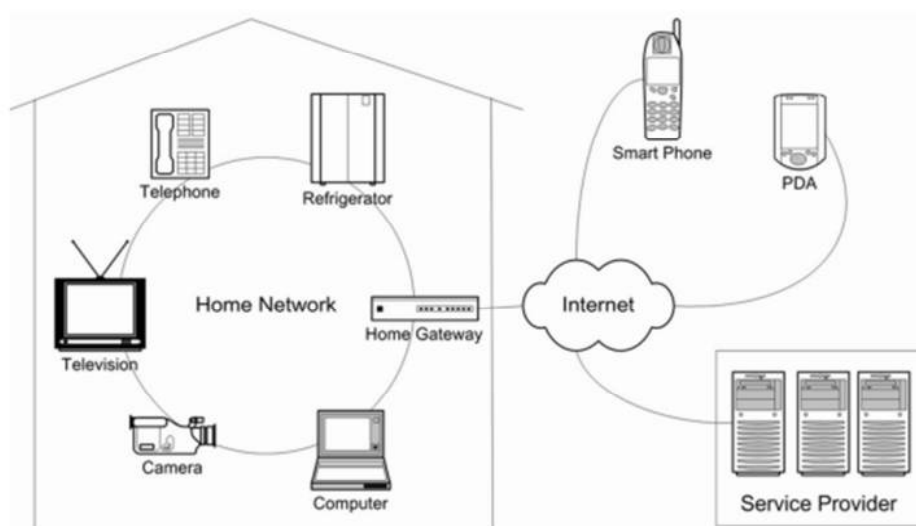 Smart Phone
PDA
Telephone
Refrigerator
Home Network
Internet
Home Gateway
Television
Camera
Computer
Service Provider